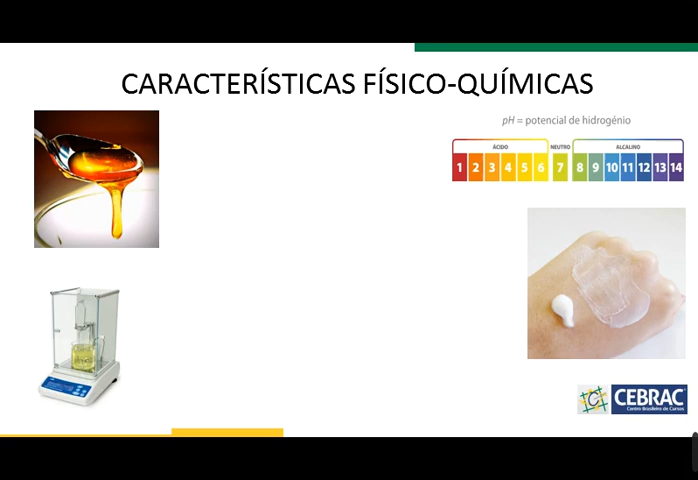 CARACTERÍSTICAS FÍSICO-QUÍMICAS
pH = potencial de hidrogénio
ÁCIDO NEUTRO ALCALINO
1 2 3 4 5 6 7 8 9 10 11 12 13 14
CEBRAC
Centro Brasileiro de Cursos